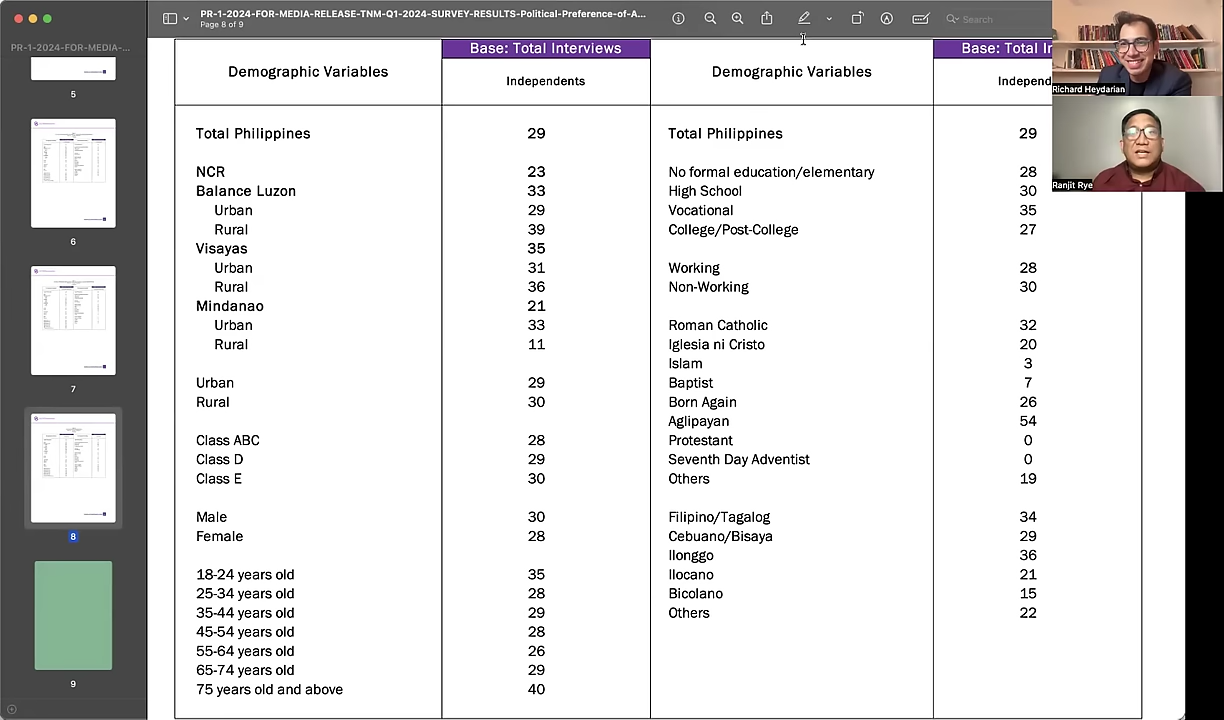 PR-1-2024-FOR-MEDIA-RELEASE-TNM-Q1-2024-SURVEY-RESULTS-Political-Preference-of-A...
Page 8 of 9
Search
PR-1-2024-FOR-MEDIA-...
5
6
7
8
9
Richard Heydarian
Ranjit Rye
Demographic Variables
Base: Total Interviews
Independents
Total Philippines 29
NCR 23
Balance Luzon 33
Urban 29
Rural 39
Visayas 35
Urban 31
Rural 36
Mindanao 21
Urban 33
Rural 11
Urban 29
Rural 30
Class ABC 28
Class D 29
Class E 30
Male 30
Female 28
18-24 years old 35
25-34 years old 28
35-44 years old 29
45-54 years old 28
55-64 years old 26
65-74 years old 29
75 years old and above 40
Demographic Variables
Base: Total Ir
Independ
Total Philippines 29
No formal education/elementary 28
High School 30
Vocational 35
College/Post-College 27
Working 28
Non-Working 30
Roman Catholic 32
Iglesia ni Cristo 20
Islam 3
Baptist 7
Born Again 26
Aglipayan 54
Protestant 0
Seventh Day Adventist 0
Others 19
Filipino/Tagalog 34
Cebuano/Bisaya 29
Ilonggo 36
Ilocano 21
Bicolano 15
Others 22